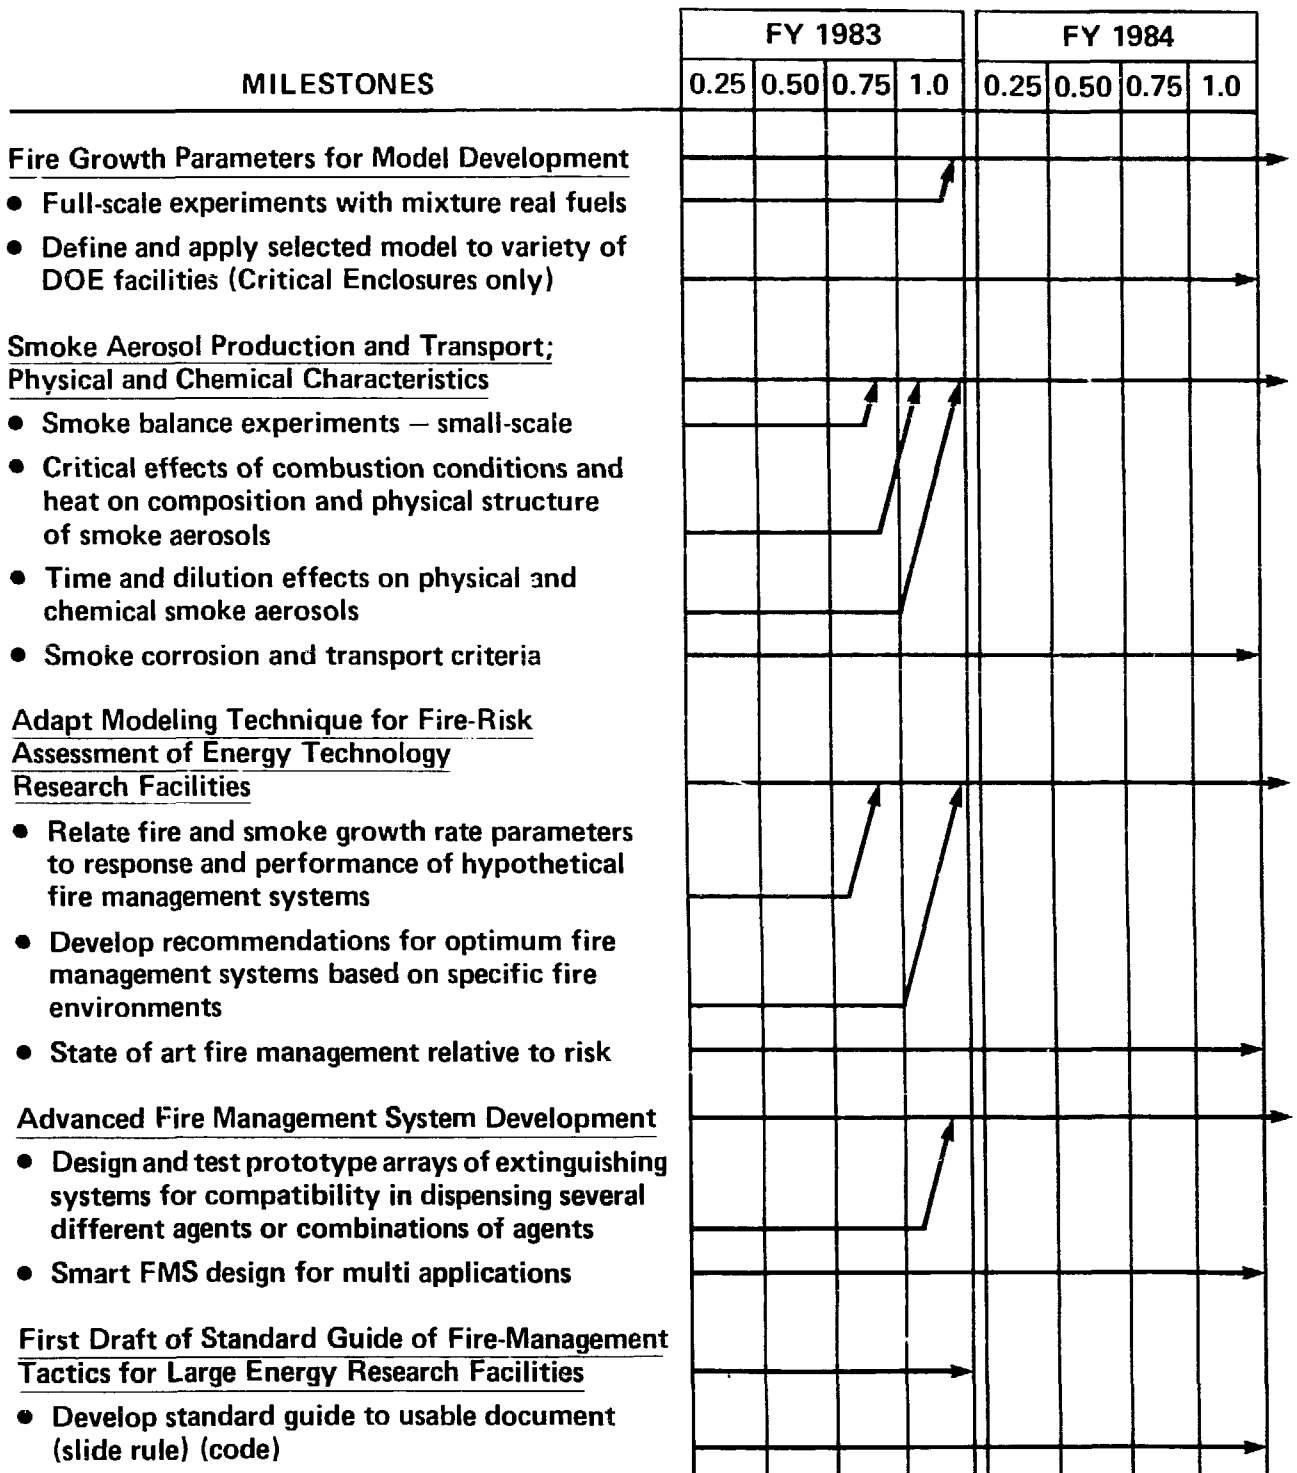 FY 1983
FY 1984
MILESTONES
0.25 0.50 0.75 1.0 0.25 0.50 0.75 1.0
Fire Growth Parameters for Model Development
• Full-scale experiments with mixture real fuels
• Define and apply selected model to variety of
DOE facilities (Critical Enclosures only)
Smoke Aerosol Production and Transport;
Physical and Chemical Characteristics
• Smoke balance experiments — small-scale
• Critical effects of combustion conditions and
heat on composition and physical structure
of smoke aerosols
• Time and dilution effects on physical and
chemical smoke aerosols
• Smoke corrosion and transport criteria
Adapt Modeling Technique for Fire-Risk
Assessment of Energy Technology
Research Facilities
• Relate fire and smoke growth rate parameters
to response and performance of hypothetical
fire management systems
• Develop recommendations for optimum fire
management systems based on specific fire
environments
• State of art fire management relative to risk
Advanced Fire Management System Development
• Design and test prototype arrays of extinguishing
systems for compatibility in dispensing several
different agents or combinations of agents
• Smart FMS design for multi applications
First Draft of Standard Guide of Fire-Management
Tactics for Large Energy Research Facilities
• Develop standard guide to usable document
(slide rule) (code)